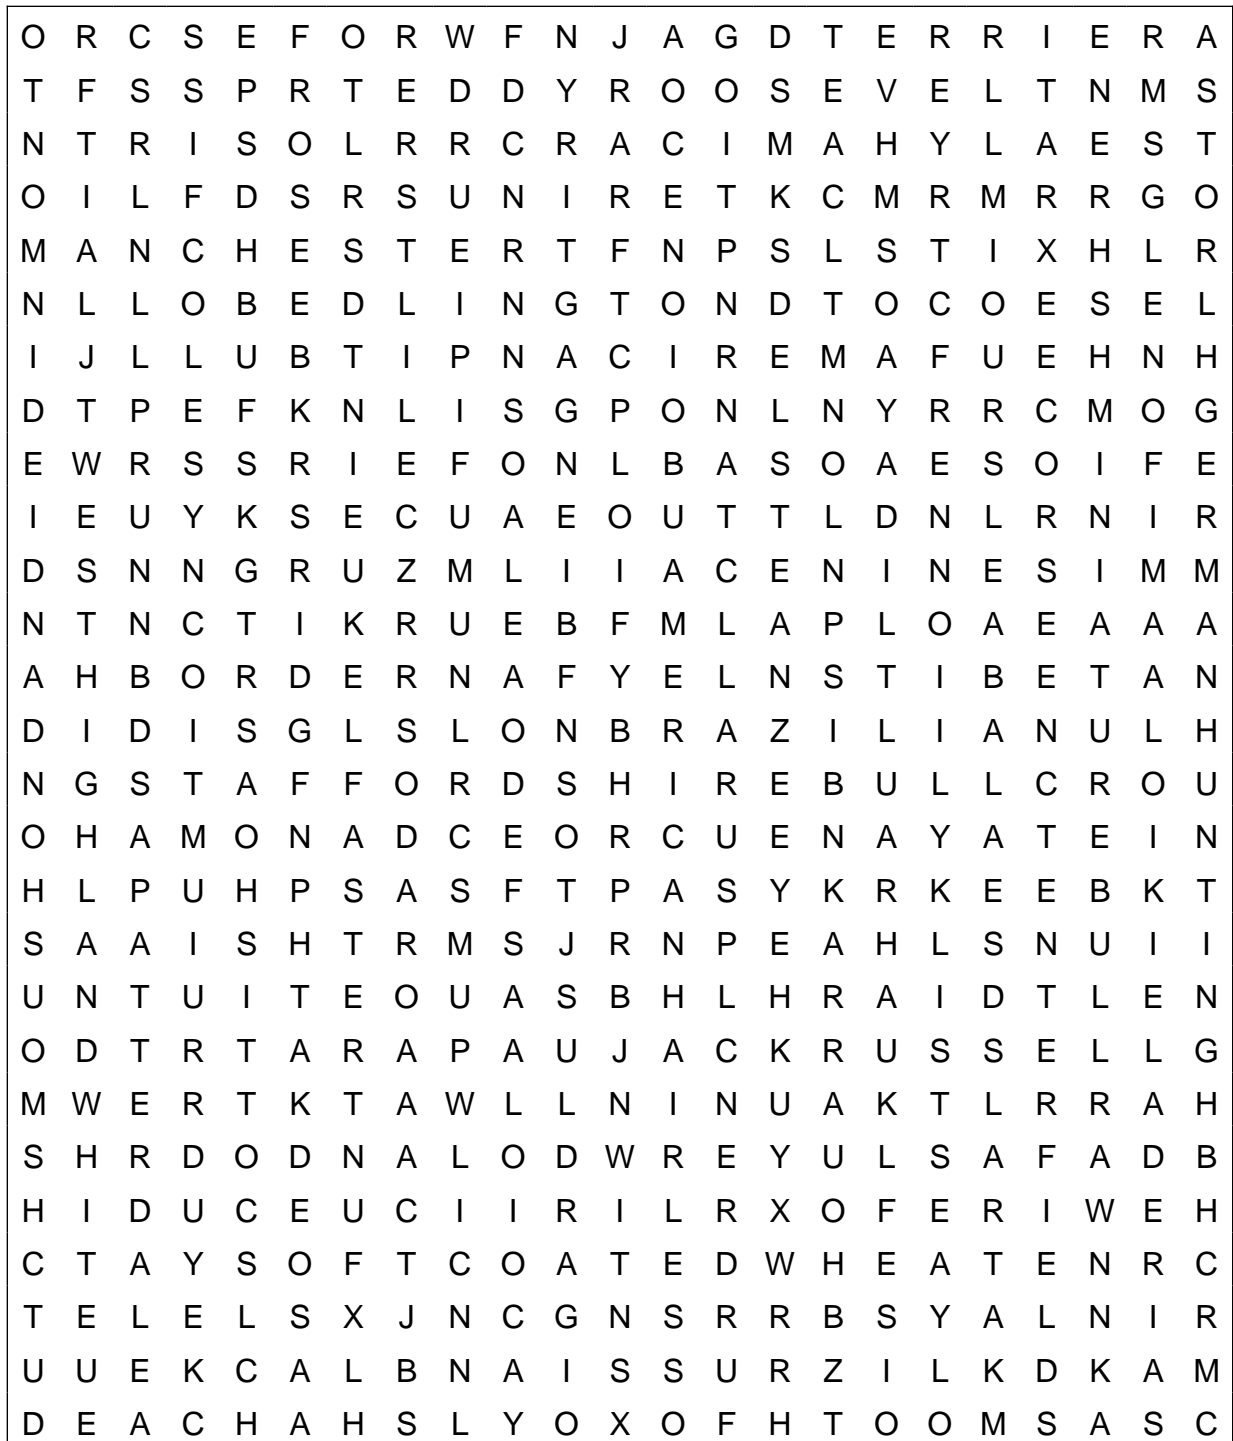 O R C S E F O R W F N J A G D T E R R I E R A
T F S S P R T E D D Y R O O S E V E L T N M S
N T R I S O L R R C R A C I M A H Y L A E S T
O I L F D S R S U N I R E T K C M R M R R G O
M A N C H E S T E R T F N P S L S T I X H L R
N L L O B E D L I N G T O N D T O C O E S E L
I J L L U B T I P N A C I R E M A F U E H N H
D T P E F K N L I S G P O N L N Y R R C M O G
E W R S S R I E F O N L B A S O A E S O I F E
I E U Y K S E C U A E O U T T L D N L R N I R
D S N N G R U Z M L I I A C E N I N E S I M M
N T N C T I K R U E B F M L A P L O A E A A A
A H B O R D E R N A F Y E L N S T I B E T A N
D I D I S G L S L O N B R A Z I L I A N U L H
N G S T A F F O R D S H I R E B U L L C R O U
O H A M O N A D C E O R C U E N A Y A T E I N
H L P U H P S A S F T P A S Y K R K E E B K T
S A A I S H T R M S J R N P E A H L S N U I I
U N T U I T E O U A S B H L H R A I D T L E N
O D T R T A R A P A U J A C K R U S S E L L G
M W E R T K T A W L L N I N U A K T L R R A H
S H R D O D N A L O D W R E Y U L S A F A D B
H I D U C E U C I I R I L R X O F E R I W E H
C T A Y S O F T C O A T E D W H E A T E N R C
T E L E L S X J N C G N S R R B S Y A L N I R
U U E K C A L B N A I S S U R Z I L K D K A M
D E A C H A H S L Y O X O F H T O O M S A S C